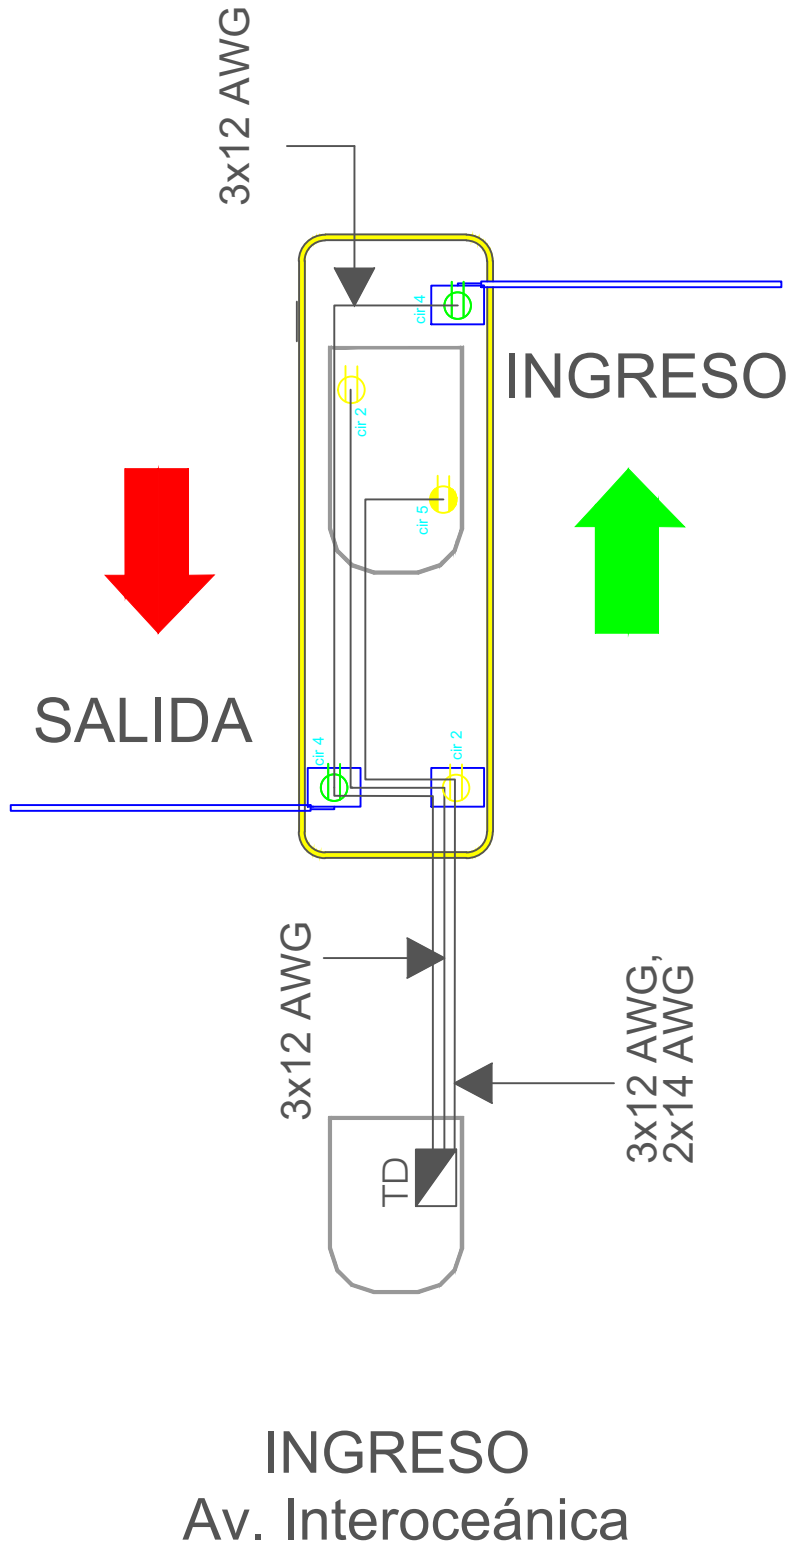 3x12 AWG
cir 4
INGRESO
cir 2
cir 5
SALIDA
cir 4
cir 2
3x12 AWG
3x12 AWG,
2x14 AWG
TD
INGRESO
Av. Interoceánica